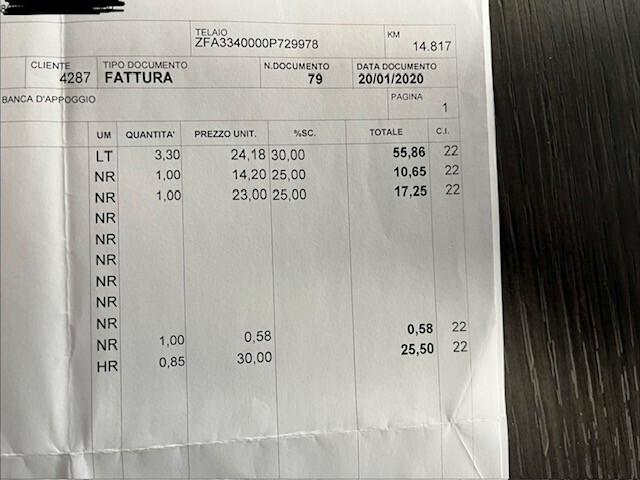 TELAIO KM
ZFA3340000P729978 14.817
CLIENTE TIPO DOCUMENTO N.DOCUMENTO DATA DOCUMENTO
4287 FATTURA 79 20/01/2020
BANCA D'APPOGGIO PAGINA
1
UM QUANTITA' PREZZO UNIT. %SC. TOTALE C.I.
LT 3,30 24,18 30,00 55,86 22
NR 1,00 14,20 25,00 10,65 22
NR 1,00 23,00 25,00 17,25 22
NR
NR
NR
NR
NR
NR
NR 1,00 0,58 0,58 22
HR 0,85 30,00 25,50 22